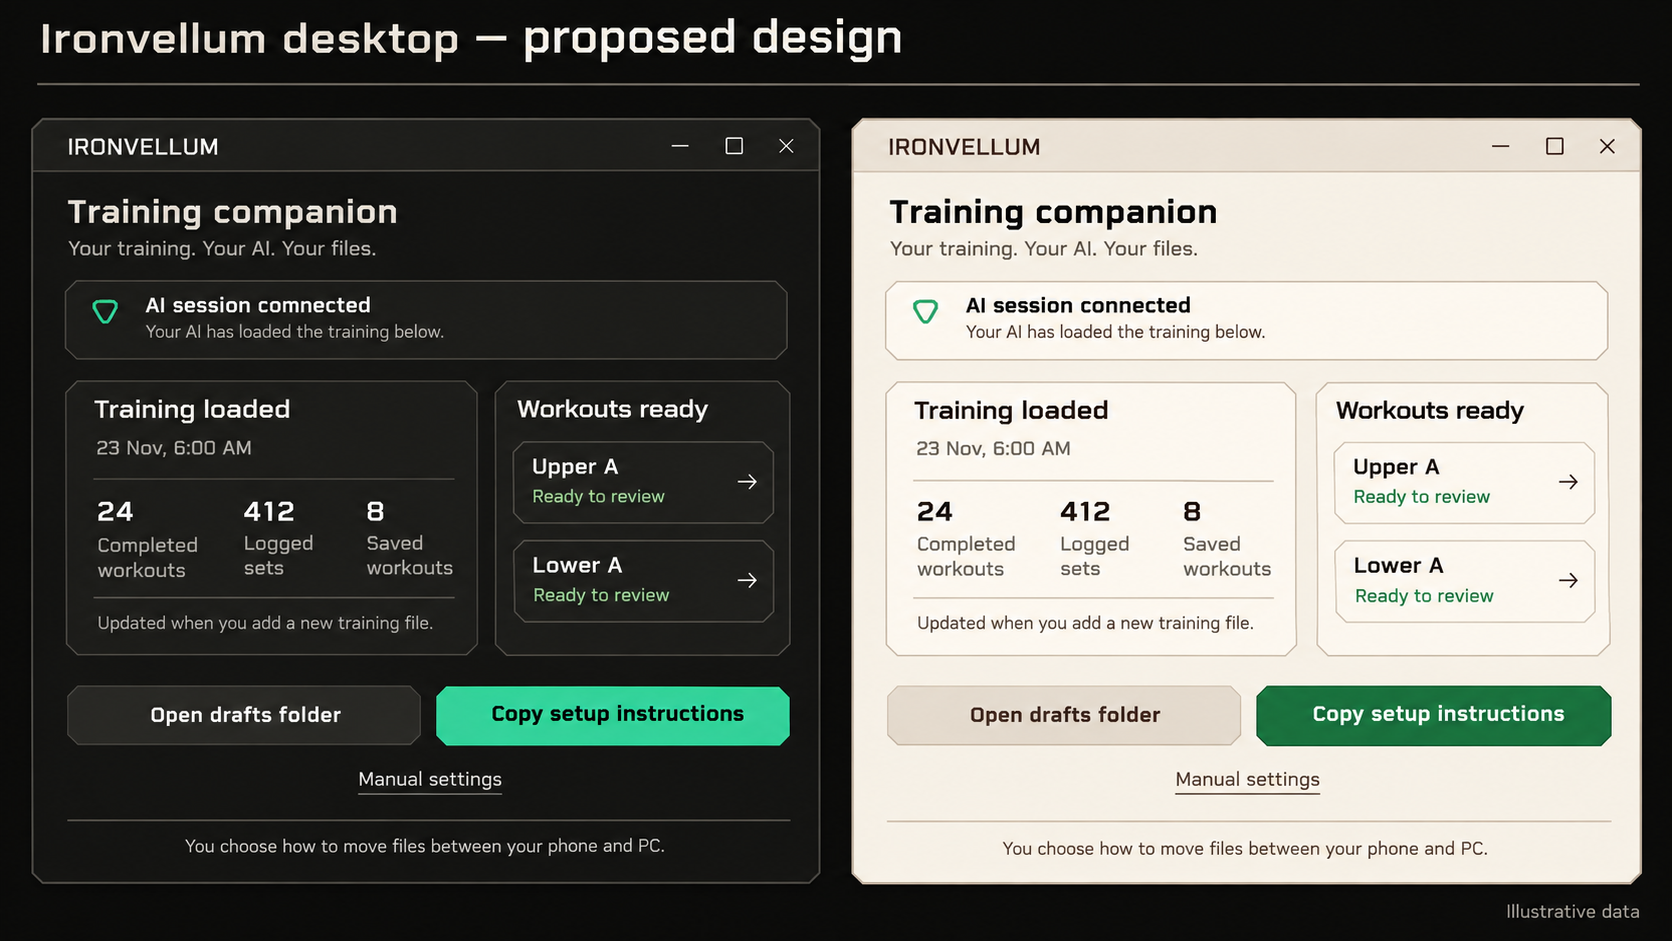 Ironvellum desktop — proposed design
IRONVELLUM
Training companion
Your training. Your AI. Your files.
AI session comnected
Your AI has loaded the training below.
Training loaded
23 Nov, 6:00 AM
24
Completed
workouts
412
Logged
sets
8
Saved
workouts
Updated when you add a new training file.
Workouts ready
Upper A
Ready to review
Lower A
Ready to review
Open drafts folder
Copy setup instructions
Manual settings
You choose how to move files between your phone and PC.
IRONVELLUM
Training companion
Your training. Your AI. Your files.
AI session connected
Your AI has loaded the training below.
Training loaded
23 Nov, 6:00 AM
24
Completed
workouts
412
Logged
sets
8
Saved
workouts
Updated when you add a new training file.
Workouts ready
Upper A
Ready to review
Lower A
Ready to review
Open drafts folder
Copy setup instructions
Manual settings
You choose how to move files between your phone and PC.
Illustrative data